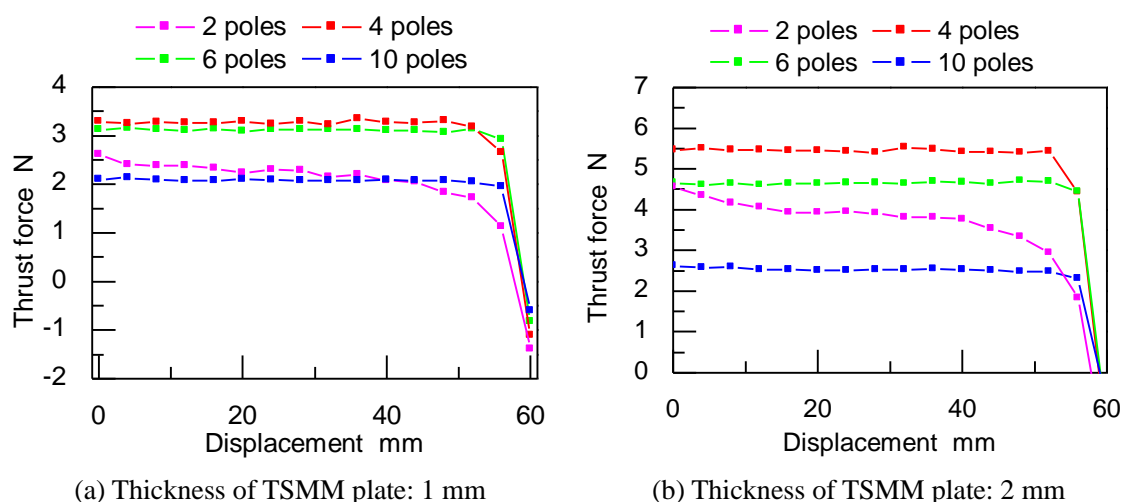 2 poles 4 poles
6 poles 10 poles
4
3
2
1
0
-1
-2
Thrust force N
0 20 40 60
Displacement mm
(a) Thickness of TSMM plate: 1 mm
2 poles 4 poles
6 poles 10 poles
7
6
5
4
3
2
1
0
Thrust force N
0 20 40 60
Displacement mm
(b) Thickness of TSMM plate: 2 mm